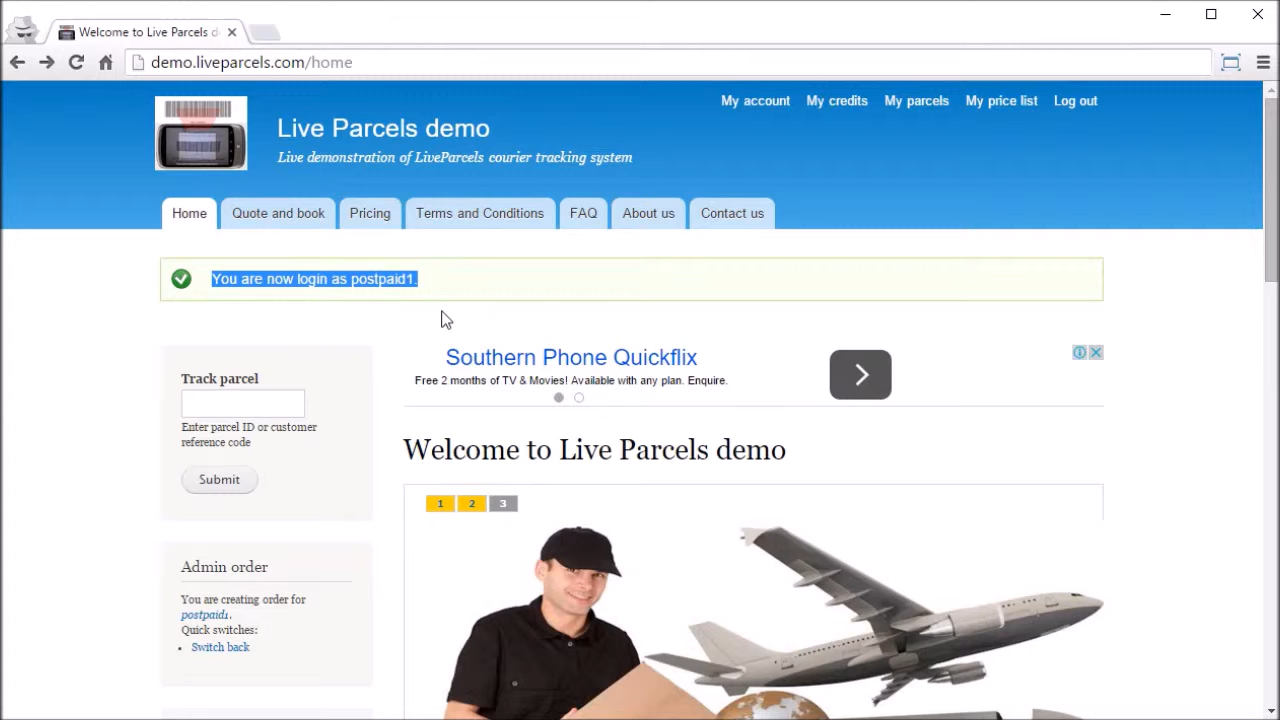 Welcome to Live Parcels d
demo.liveparcels.com/home
My account My credits My parcels My price list Log out
Live Parcels demo
Live demonstration of LiveParcels courier tracking system
Home Quote and book Pricing Terms and Conditions FAQ About us Contact us
You are now login as postpaid1.
Southern Phone Quickflix
Free 2 months of TV & Movies! Available with any plan. Enquire.
Track parcel
Enter parcel ID or customer
reference code
Submit
Welcome to Live Parcels demo
1 2 3
Admin order
You are creating order for
postpaid1.
Quick switches:
Switch back